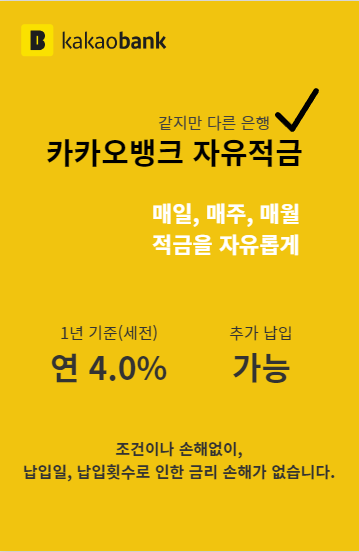 kakaobank
같지만 다른 은행
카카오뱅크 자유적금
매일, 매주, 매월
적금을 자유롭게
1년 기준(세전)
추가 납입
연 4.0%
가능
조건이나 손해없이,
납입일, 납입횟수로 인한 금리 손해가 없습니다.